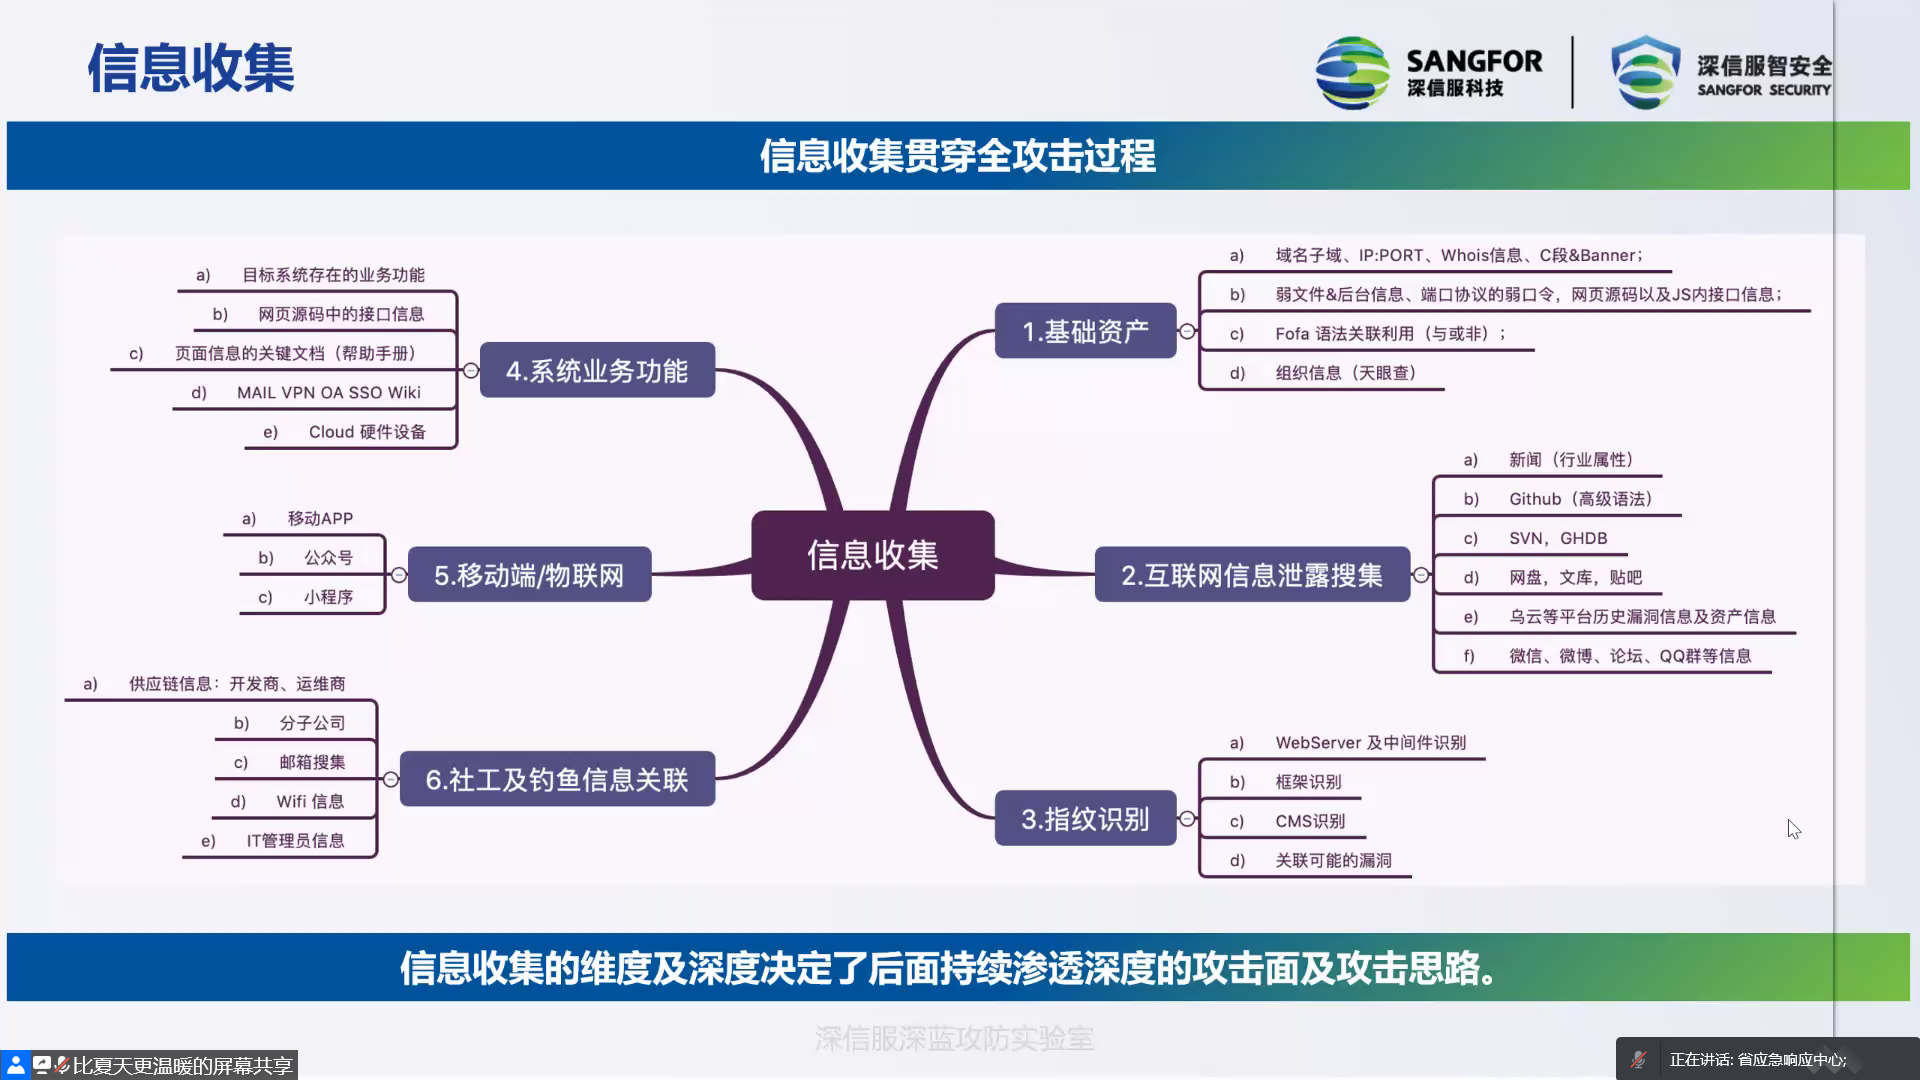 信息收集
SANGFOR
深信服科技
深信服智安全
SANGFOR SECURITY
信息收集贯穿全攻击过程
信息收集
1.基础资产
a) 域名子域、IP:PORT、Whois信息、C段&Banner；
b) 弱文件&后台信息、端口协议的弱口令，网页源码以及JS内接口信息；
c) Fofa 语法关联利用（与或非）；
d) 组织信息（天眼查）
2.互联网信息泄露搜集
a) 新闻（行业属性）
b) Github（高级语法）
c) SVN，GHDB
d) 网盘，文库，贴吧
e) 乌云等平台历史漏洞信息及资产信息
f) 微信、微博、论坛、QQ群等信息
3.指纹识别
a) WebServer 及中间件识别
b) 框架识别
c) CMS识别
d) 关联可能的漏洞
4.系统业务功能
a) 目标系统存在的业务功能
b) 网页源码中的接口信息
c) 页面信息的关键文档（帮助手册）
d) MAIL VPN OA SSO Wiki
e) Cloud 硬件设备
5.移动端/物联网
a) 移动APP
b) 公众号
c) 小程序
6.社工及钓鱼信息关联
a) 供应链信息：开发商、运维商
b) 分子公司
c) 邮箱搜集
d) Wifi 信息
e) IT管理员信息
信息收集的维度及深度决定了后面持续渗透深度的攻击面及攻击思路。
深信服深蓝攻防实验室
比夏天更温暖的屏幕共享
正在讲话: 省应急响应中心;